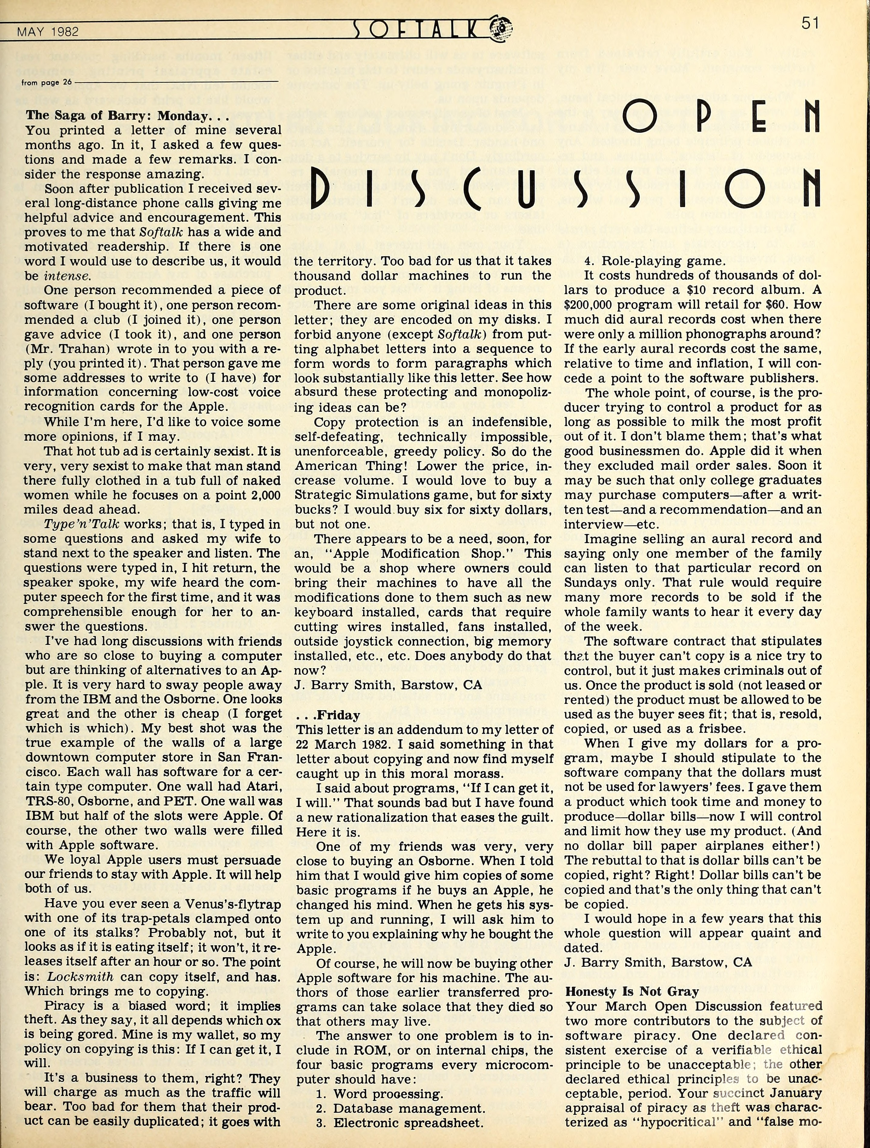 MAY 1982
SOFTALK
51
from page 26
OPEN
DISCUSSION
The Saga of Barry: Monday. . .
You printed a letter of mine several
months ago. In it, I asked a few ques-
tions and made a few remarks. I con-
sider the response amazing.
Soon after publication I received sev-
eral long-distance phone calls giving me
helpful advice and encouragement. This
proves to me that Softalk has a wide and
motivated readership. If there is one
word I would use to describe us, it would
be intense.
One person recommended a piece of
software (I bought it), one person recom-
mended a club (I joined it), one person
gave advice (I took it), and one person
(Mr. Trahan) wrote in to you with a re-
ply (you printed it). That person gave me
some addresses to write to (I have) for
information concerning low-cost voice
recognition cards for the Apple.
While I'm here, I'd like to voice some
more opinions, if I may.
That hot tub ad is certainly sexist. It is
very, very sexist to make that man stand
there fully clothed in a tub full of naked
women while he focuses on a point 2,000
miles dead ahead.
Type'n'Talk works; that is, I typed in
some questions and asked my wife to
stand next to the speaker and listen. The
questions were typed in, I hit return, the
speaker spoke, my wife heard the com-
puter speech for the first time, and it was
comprehensible enough for her to an-
swer the questions.
I've had long discussions with friends
who are so close to buying a computer
but are thinking of alternatives to an Ap-
ple. It is very hard to sway people away
from the IBM and the Osborne. One looks
great and the other is cheap (I forget
which is which). My best shot was the
true example of the walls of a large
downtown computer store in San Fran-
cisco. Each wall has software for a cer-
tain type computer. One wall had Atari,
TRS-80, Osborne, and PET. One wall was
IBM but half of the slots were Apple. Of
course, the other two walls were filled
with Apple software.
We loyal Apple users must persuade
our friends to stay with Apple. It will help
both of us.
Have you ever seen a Venus's-flytrap
with one of its trap-petals clamped onto
one of its stalks? Probably not, but it
looks as if it is eating itself; it won't, it re-
leases itself after an hour or so. The point
is: Locksmith can copy itself, and has.
Which brings me to copying.
Piracy is a biased word; it implies
theft. As they say, it all depends which ox
is being gored. Mine is my wallet, so my
policy on copying is this: If I can get it, I
will.
It's a business to them, right? They
will charge as much as the traffic will
bear. Too bad for them that their prod-
uct can be easily duplicated; it goes with
the territory. Too bad for us that it takes
thousand dollar machines to run the
product.
There are some original ideas in this
letter; they are encoded on my disks. I
forbid anyone (except Softalk) from put-
ting alphabet letters into a sequence to
form words to form paragraphs which
look substantially like this letter. See how
absurd these protecting and monopoliz-
ing ideas can be?
Copy protection is an indefensible,
self-defeating, technically impossible,
unenforceable, greedy policy. So do the
American Thing! Lower the price, in-
crease volume. I would love to buy a
Strategic Simulations game, but for sixty
bucks? I would buy six for sixty dollars,
but not one.
There appears to be a need, soon, for
an, "Apple Modification Shop." This
would be a shop where owners could
bring their machines to have all the
modifications done to them such as new
keyboard installed, cards that require
cutting wires installed, fans installed,
outside joystick connection, big memory
installed, etc., etc. Does anybody do that
now?
J. Barry Smith, Barstow, CA
. . .Friday
This letter is an addendum to my letter of
22 March 1982. I said something in that
letter about copying and now find myself
caught up in this moral morass.
I said about programs, "If I can get it,
I will." That sounds bad but I have found
a new rationalization that eases the guilt.
Here it is.
One of my friends was very, very
close to buying an Osborne. When I told
him that I would give him copies of some
basic programs if he buys an Apple, he
changed his mind. When he gets his sys-
tem up and running, I will ask him to
write to you explaining why he bought the
Apple.
Of course, he will now be buying other
Apple software for his machine. The au-
thors of those earlier transferred pro-
grams can take solace that they died so
that others may live.
The answer to one problem is to in-
clude in ROM, or on internal chips, the
four basic programs every microcom-
puter should have:
1. Word processing.
2. Database management.
3. Electronic spreadsheet.
4. Role-playing game.
It costs hundreds of thousands of dol-
lars to produce a $10 record album. A
$200,000 program will retail for $60. How
much did aural records cost when there
were only a million phonographs around?
If the early aural records cost the same,
relative to time and inflation, I will con-
cede a point to the software publishers.
The whole point, of course, is the pro-
ducer trying to control a product for as
long as possible to milk the most profit
out of it. I don't blame them; that's what
good businessmen do. Apple did it when
they excluded mail order sales. Soon it
may be such that only college graduates
may purchase computers—after a writ-
ten test—and a recommendation—and an
interview—etc.
Imagine selling an aural record and
saying only one member of the family
can listen to that particular record on
Sundays only. That rule would require
many more records to be sold if the
whole family wants to hear it every day
of the week.
The software contract that stipulates
that the buyer can't copy is a nice try to
control, but it just makes criminals out of
us. Once the product is sold (not leased or
rented) the product must be allowed to be
used as the buyer sees fit; that is, resold,
copied, or used as a frisbee.
When I give my dollars for a pro-
gram, maybe I should stipulate to the
software company that the dollars must
not be used for lawyers' fees. I gave them
a product which took time and money to
produce—dollar bills—now I will control
and limit how they use my product. (And
no dollar bill paper airplanes either!)
The rebuttal to that is dollar bills can't be
copied, right? Right! Dollar bills can't be
copied and that's the only thing that can't
be copied.
I would hope in a few years that this
whole question will appear quaint and
dated.
J. Barry Smith, Barstow, CA
Honesty Is Not Gray
Your March Open Discussion featured
two more contributors to the subject of
software piracy. One declared con-
sistent exercise of a verifiable ethical
principle to be unacceptable; the other
declared ethical principles to be unac-
ceptable, period. Your succinct January
appraisal of piracy as theft was charac-
terized as "hypocritical" and "false mo-